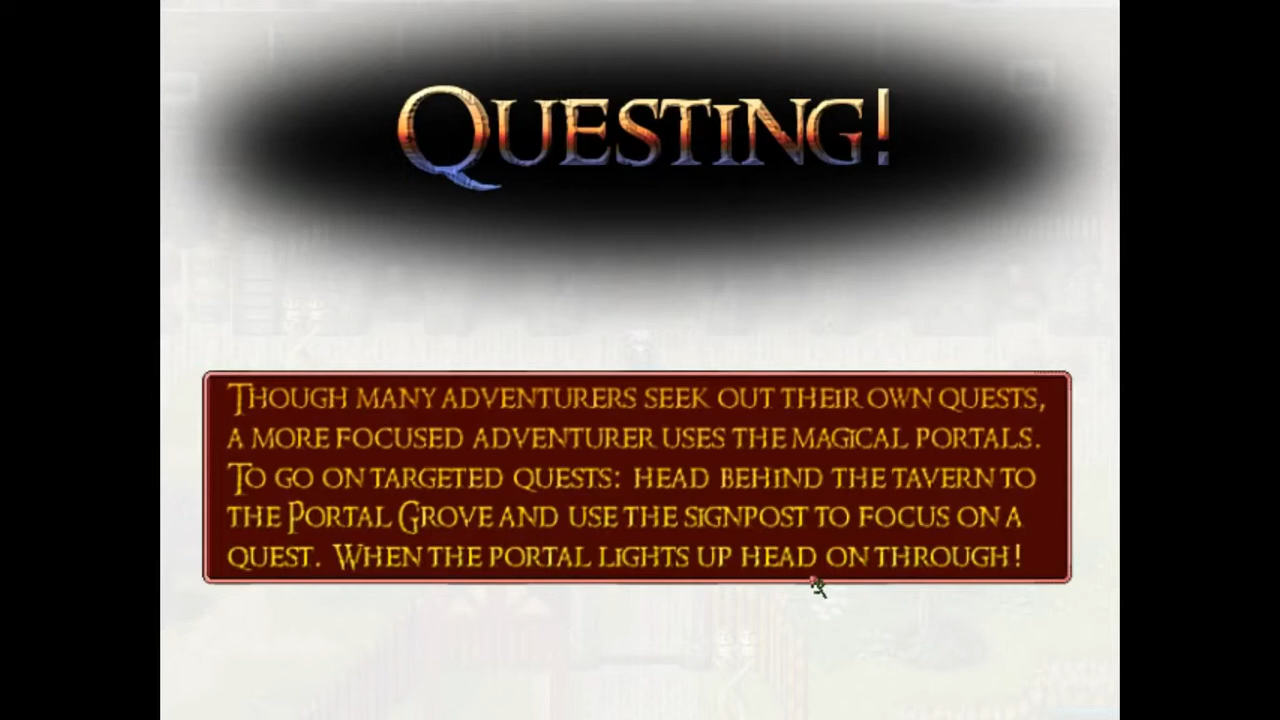 Questing!
Though many adventurers seek out their own quests,
a more focused adventurer uses the magical portals.
To go on targeted quests: head behind the tavern to
the Portal Grove and use the signpost to focus on a
quest. When the portal lights up head on through!